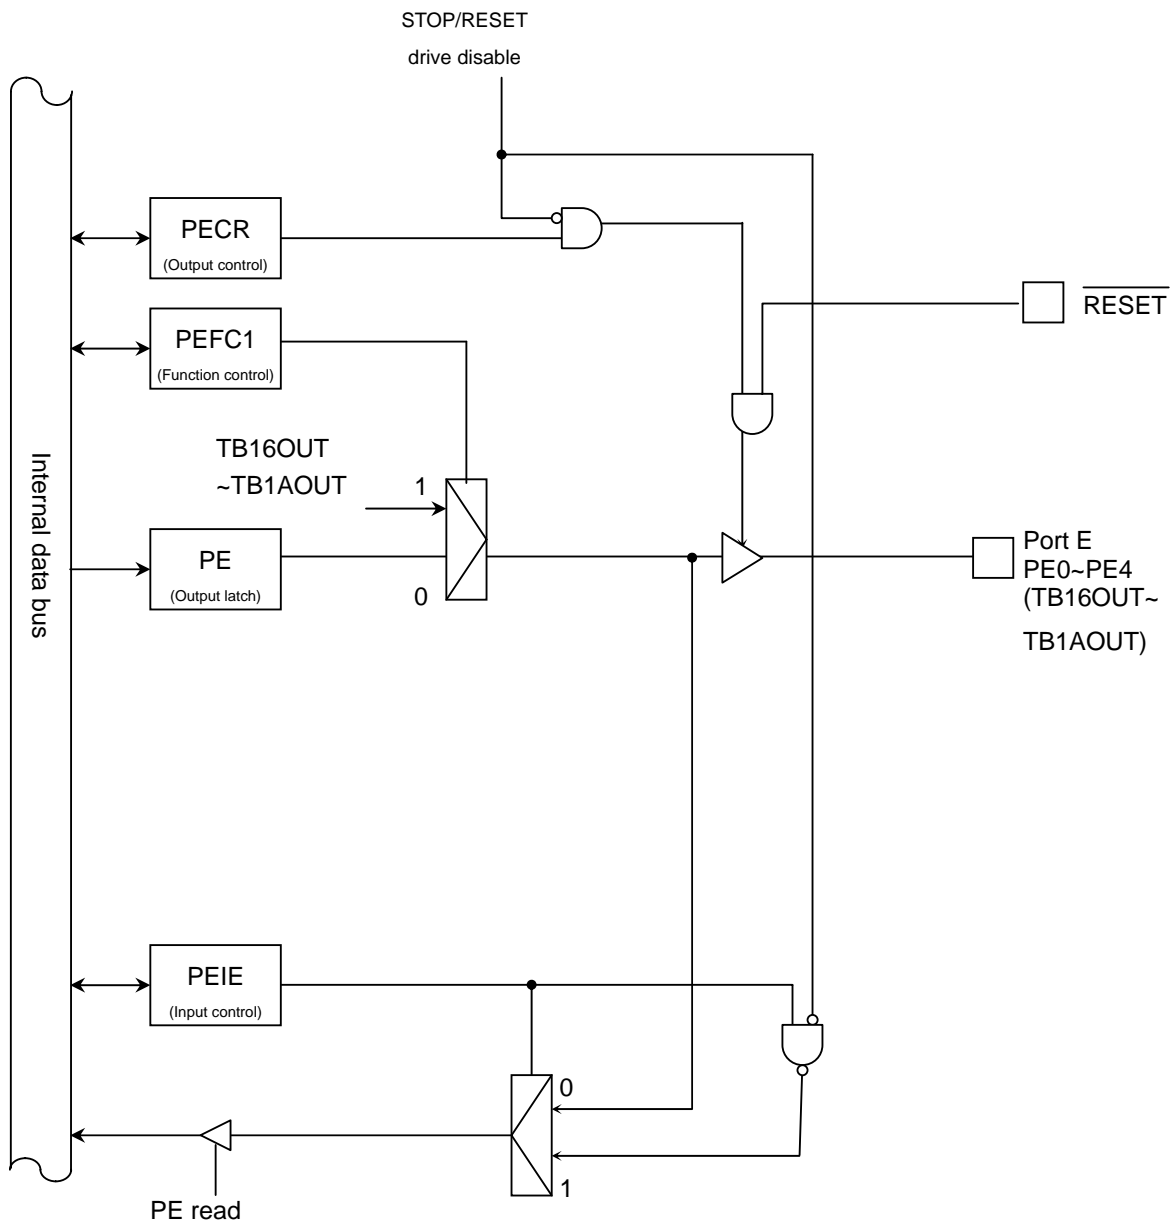 STOP/RESET
drive disable
PECR
(Output control)
RESET
PEFC1
(Function control)
TB16OUT
~TB1AOUT
1
Internal data bus
PE
(Output latch)
0
Port E
PE0~PE4
(TB16OUT~
TB1AOUT)
PEIE
(Input control)
0
1
PE read